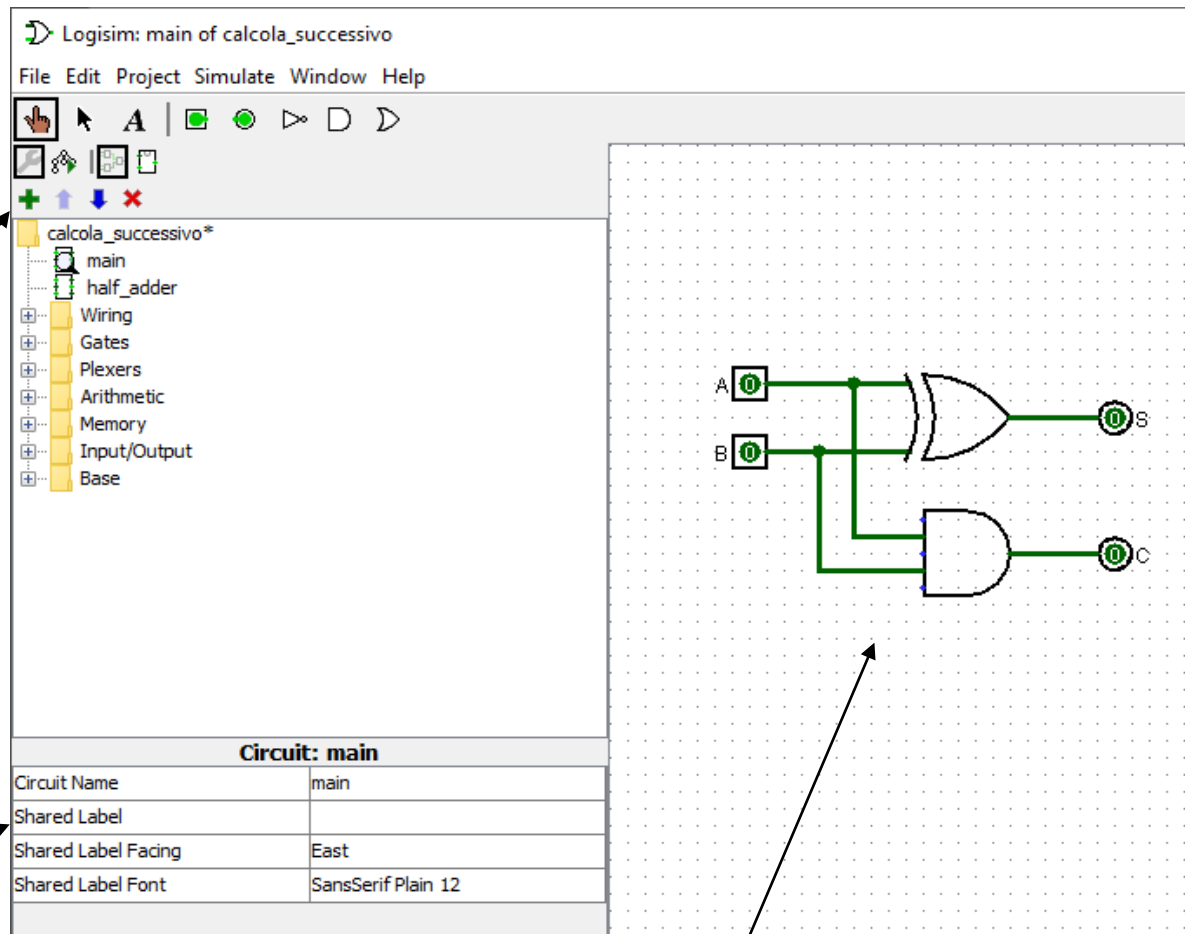 Logisim: main of calcola_successivo
File Edit Project Simulate Window Help
A
calcola_successivo*
main
half_adder
Wiring
Gates
Plexers
Arithmetic
Memory
Input/Output
Base
A 0
S 0
B 0
C 0
Circuit: main
Circuit Name main
Shared Label
Shared Label Facing East
Shared Label Font SansSerif Plain 12